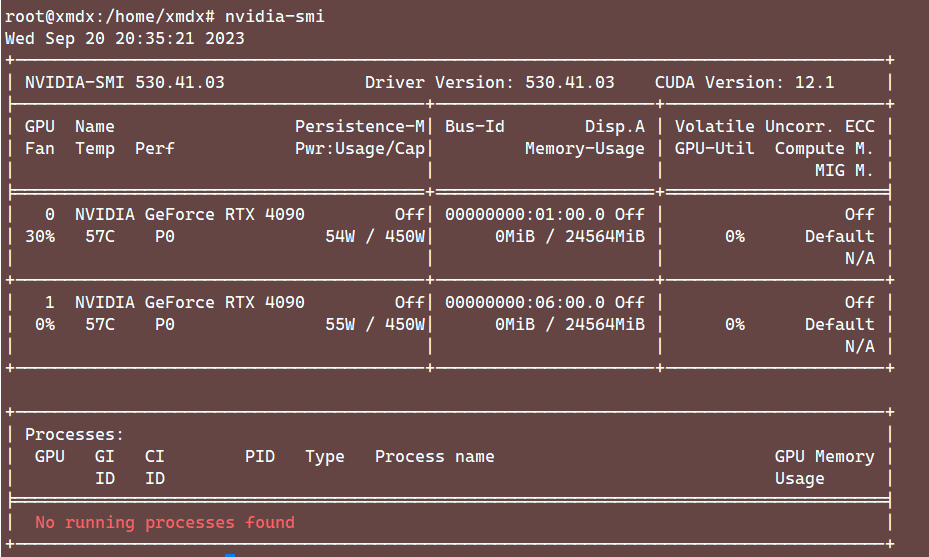 root@xmdx:/home/xmdx# nvidia-smi
Wed Sep 20 20:35:21 2023
NVIDIA-SMI 530.41.03 Driver Version: 530.41.03 CUDA Version: 12.1
GPU Name Persistence-M| Bus-Id Disp.A | Volatile Uncorr. ECC
Fan Temp Perf Pwr:Usage/Cap| Memory-Usage | GPU-Util Compute M.
MIG M.
0 NVIDIA GeForce RTX 4090 Off| 00000000:01:00.0 Off | Off
30% 57C P0 54W / 450W| 0MiB / 24564MiB | 0% Default
N/A
1 NVIDIA GeForce RTX 4090 Off| 00000000:06:00.0 Off | Off
0% 57C P0 55W / 450W| 0MiB / 24564MiB | 0% Default
N/A
Processes:
GPU GI CI PID Type Process name GPU Memory
ID ID Usage
No running processes found